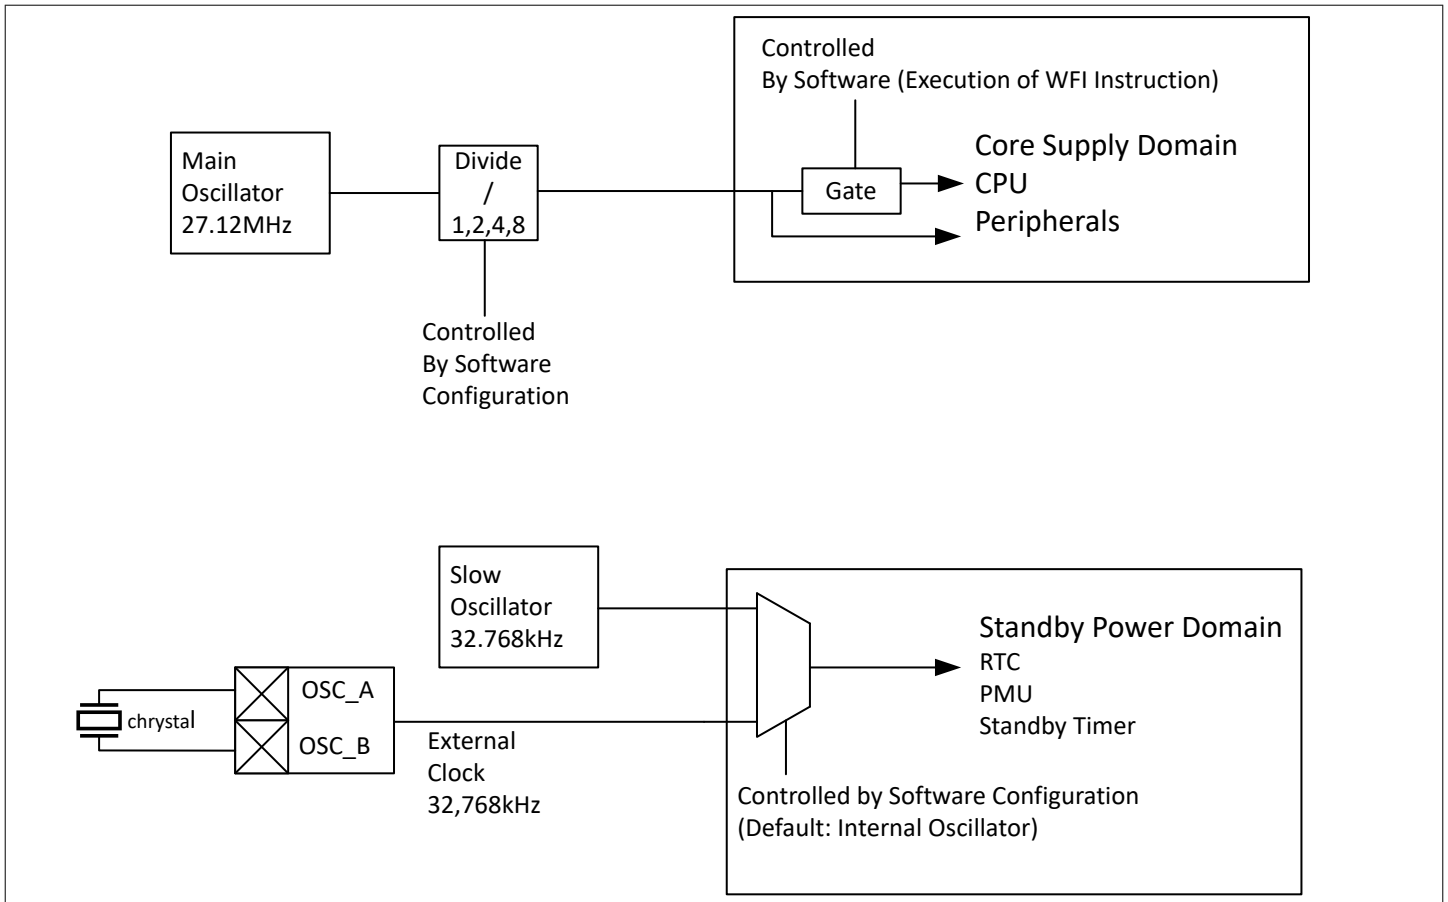 Controlled
By Software (Execution of WFI Instruction)
Main
Oscillator
27.12MHz
Divide
/
1,2,4,8
Gate
Core Supply Domain
CPU
Peripherals
Controlled
By Software
Configuration
Slow
Oscillator
32.768kHz
Standby Power Domain
RTC
PMU
Standby Timer
chrystal
OSC_A
OSC_B
External
Clock
32,768kHz
Controlled by Software Configuration
(Default: Internal Oscillator)